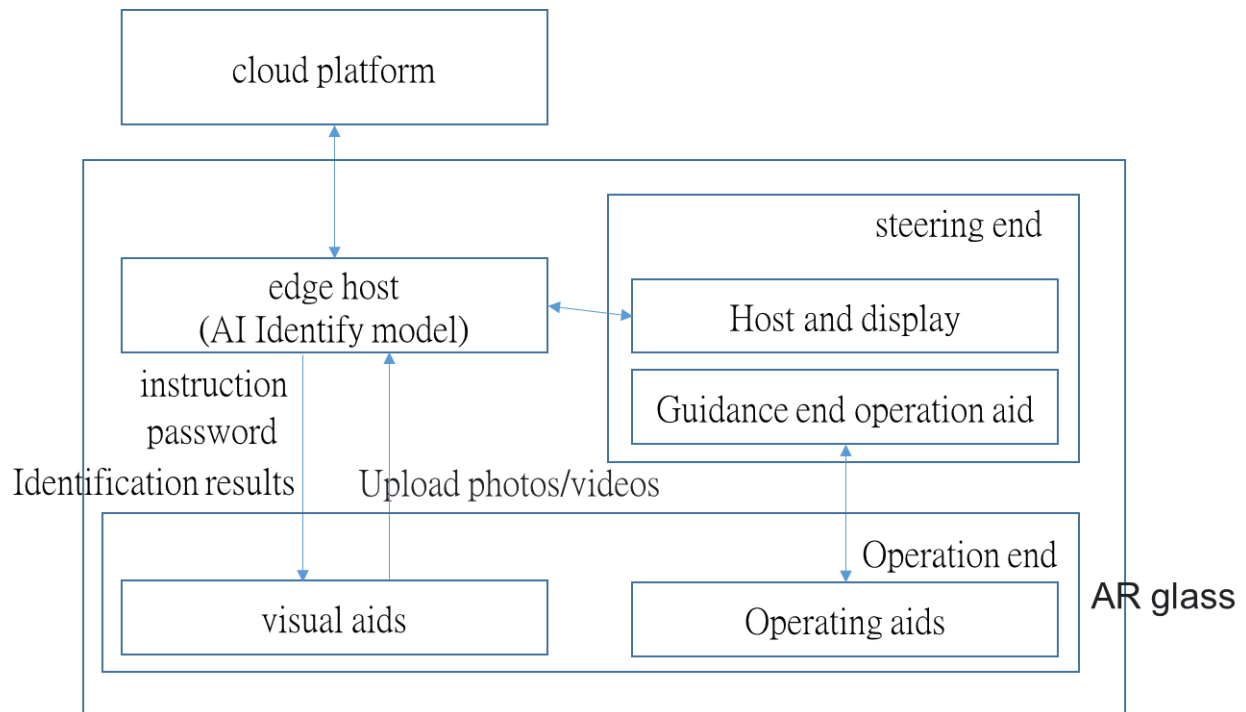 cloud platform
steering end
edge host
(AI Identify model)
Host and display
instruction
password
Guidance end operation aid
Identification results
Upload photos/videos
Operation end
AR glass
visual aids
Operating aids